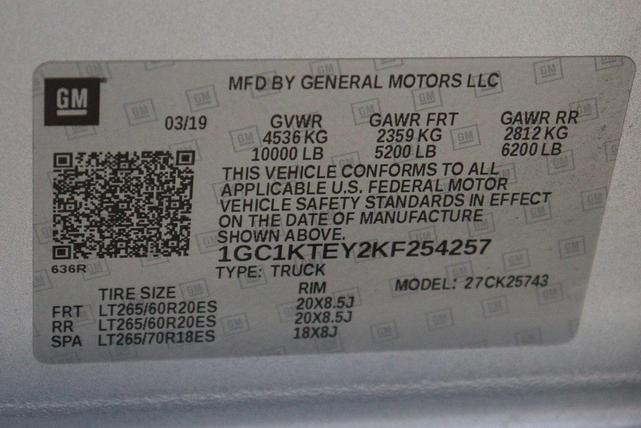 GM
MFD BY GENERAL MOTORS LLC
03/19 GVWR GAWR FRT GAWR RR
4536 KG 2359 KG 2812 KG
10000 LB 5200 LB 6200 LB
THIS VEHICLE CONFORMS TO ALL
APPLICABLE U.S. FEDERAL MOTOR
VEHICLE SAFETY STANDARDS IN EFFECT
ON THE DATE OF MANUFACTURE
SHOWN ABOVE.
636R
1GC1KTEY2KF254257
TYPE: TRUCK MODEL: 27CK25743
TIRE SIZE RIM
FRT LT265/60R20ES 20X8.5J
RR LT265/60R20ES 20X8.5J
SPA LT265/70R18ES 18X8J